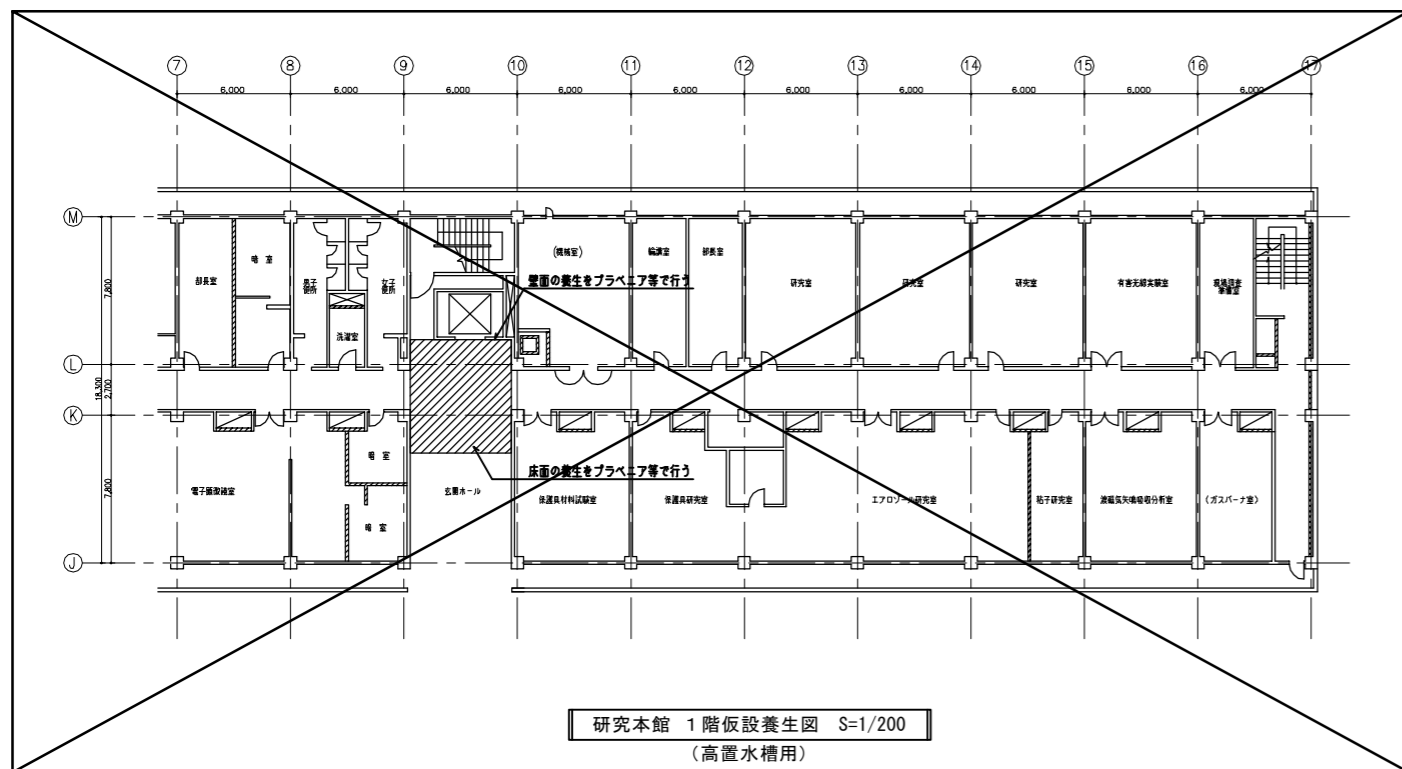 7 8 9 10 11 12 13 14 15 16 17
6,000 6,000 6,000 6,000 6,000 6,000 6,000 6,000 6,000 6,000
M
L
K
J
7,800
18,300
2,700
7,800
部長室
暗 室
男子
便所
女子
便所
洗濯室
(機械室)
輪講室
部長室
研究室
研究室
研究室
有害無線実験室
現場調査
準備室
壁面の養生をプラベニア等で行う
床面の養生をプラベニア等で行う
電子顕微鏡室
暗 室
暗 室
玄関ホール
保護具材料試験室
保護具研究室
エアロゾール研究室
粘子研究室
(ガスバーナ室)
研究本館 1階仮設養生図 S=1/200
(高置水槽用)